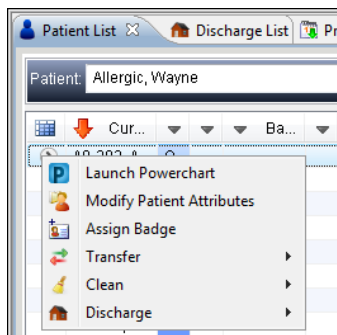 Patient List Discharge List Pr
Patient: Allergic, Wayne
Cur... Ba...
Launch Powerchart
Modify Patient Attributes
Assign Badge
Transfer
Clean
Discharge